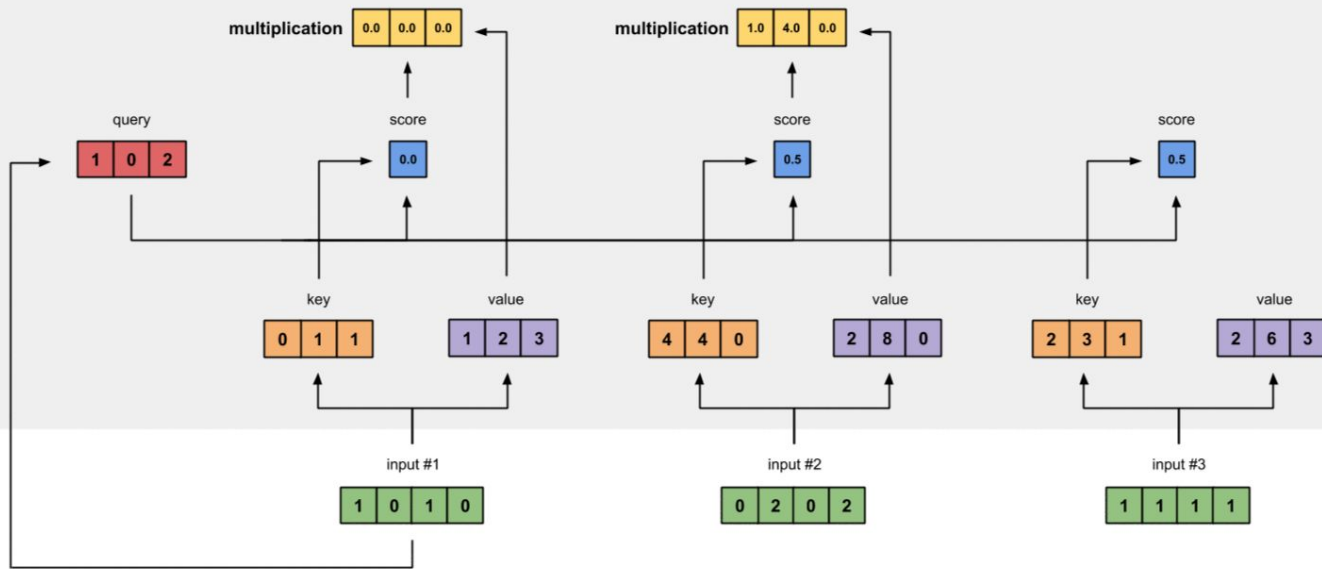 multiplication 0.0 0.0 0.0 multiplication 1.0 4.0 0.0
query score score score
1 0 2 0.0 0.5 0.5
key value key value key value
0 1 1 1 2 3 4 4 0 2 8 0 2 3 1 2 6 3
input #1 input #2 input #3
1 0 1 0 0 2 0 2 1 1 1 1